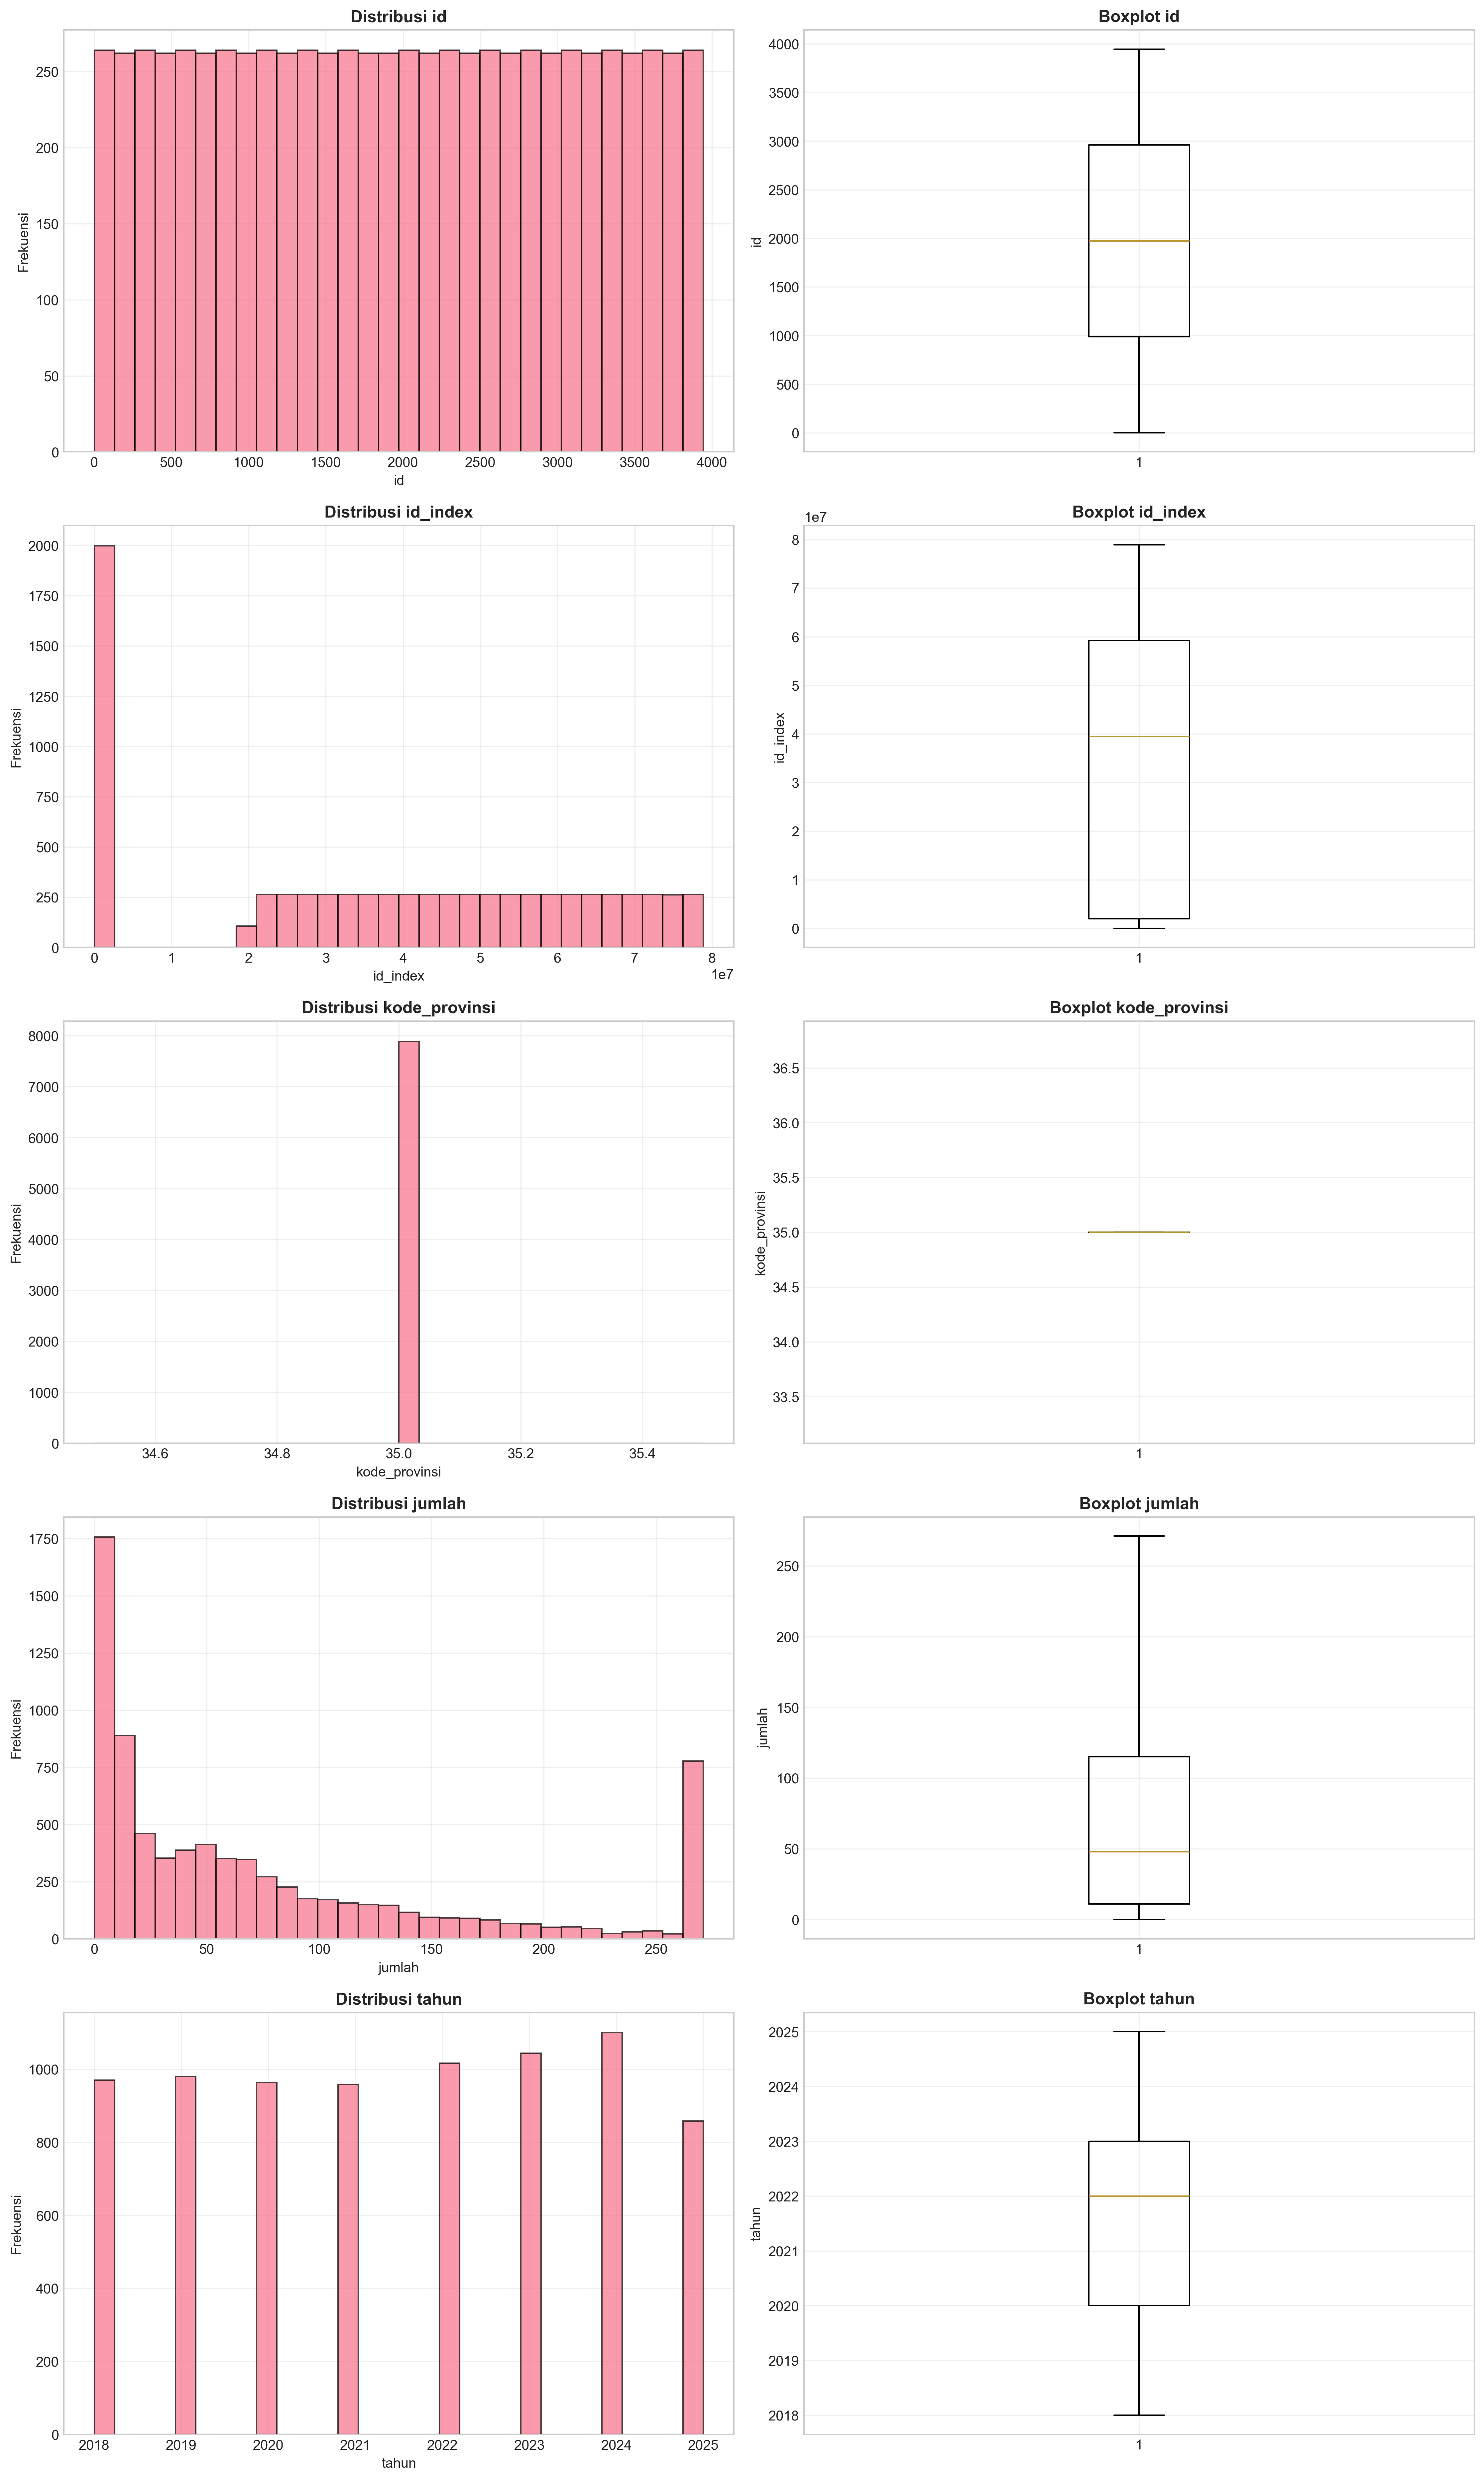 Distribusi id
Boxplot id
250
200
150
100
50
0
Frekuensi
0 500 1000 1500 2000 2500 3000 3500 4000
id
4000
3500
3000
2500
2000
1500
1000
500
0
id
1
Distribusi id_index
Boxplot id_index
2000
1750
1500
1250
1000
750
500
250
0
Frekuensi
0 1 2 3 4 5 6 7 8
1e7
id_index
1e7
8
7
6
5
4
3
2
1
0
id_index
1
Distribusi kode_provinsi
Boxplot kode_provinsi
8000
7000
6000
5000
4000
3000
2000
1000
0
Frekuensi
34.6 34.8 35.0 35.2 35.4
kode_provinsi
36.5
36.0
35.5
35.0
34.5
34.0
33.5
kode_provinsi
1
Distribusi jumlah
Boxplot jumlah
1750
1500
1250
1000
750
500
250
0
Frekuensi
0 50 100 150 200 250
jumlah
250
200
150
100
50
0
jumlah
1
Distribusi tahun
Boxplot tahun
1000
800
600
400
200
0
Frekuensi
2018 2019 2020 2021 2022 2023 2024 2025
tahun
2025
2024
2023
2022
2021
2020
2019
2018
tahun
1